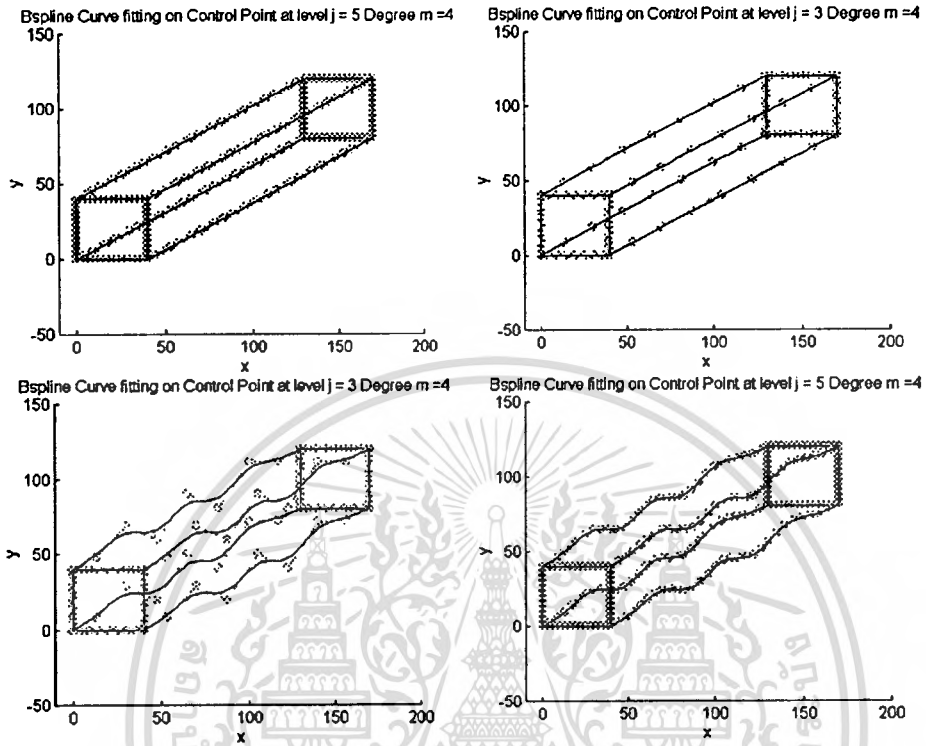 Bspline Curve fitting on Control Point at level j = 5 Degree m =4
150
100
50
0
-50
y
0 50 100 150 200
x
Bspline Curve fitting on Control Point at level j = 3 Degree m =4
150
100
50
0
-50
y
0 50 100 150 200
x
Bspline Curve fitting on Control Point at level j = 3 Degree m =4
150
100
50
0
-50
y
0 50 100 150 200
x
Bspline Curve fitting on Control Point at level j = 5 Degree m =4
150
100
50
0
-50
y
0 50 100 150 200
x